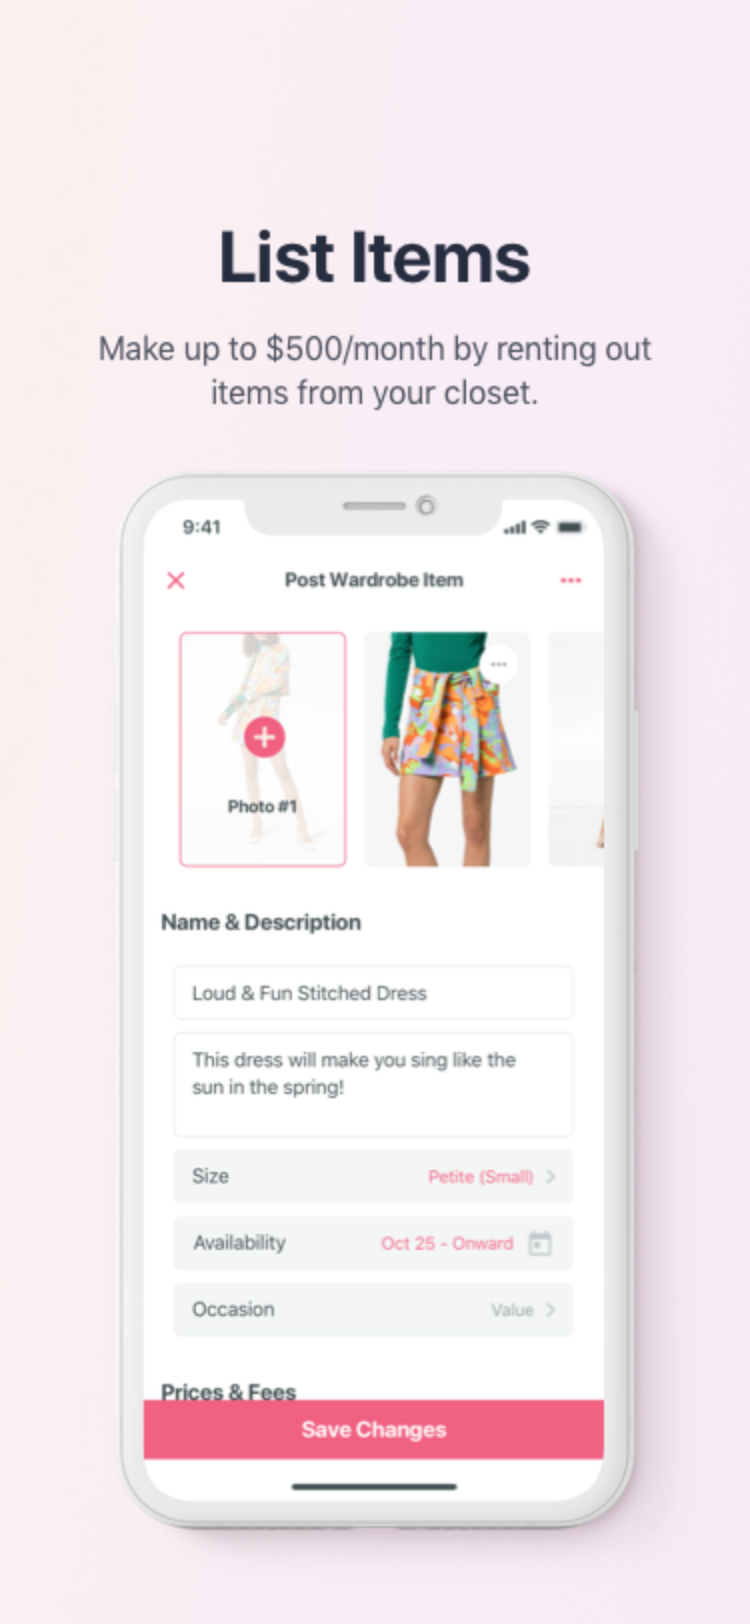 List Items
Make up to $500/month by renting out
items from your closet.
9:41
Post Wardrobe Item
Photo #1
Name & Description
Loud & Fun Stitched Dress
This dress will make you sing like the
sun in the spring!
Size Petite (Small)
Availability Oct 25 - Onward
Occasion Value
Prices & Fees
Save Changes